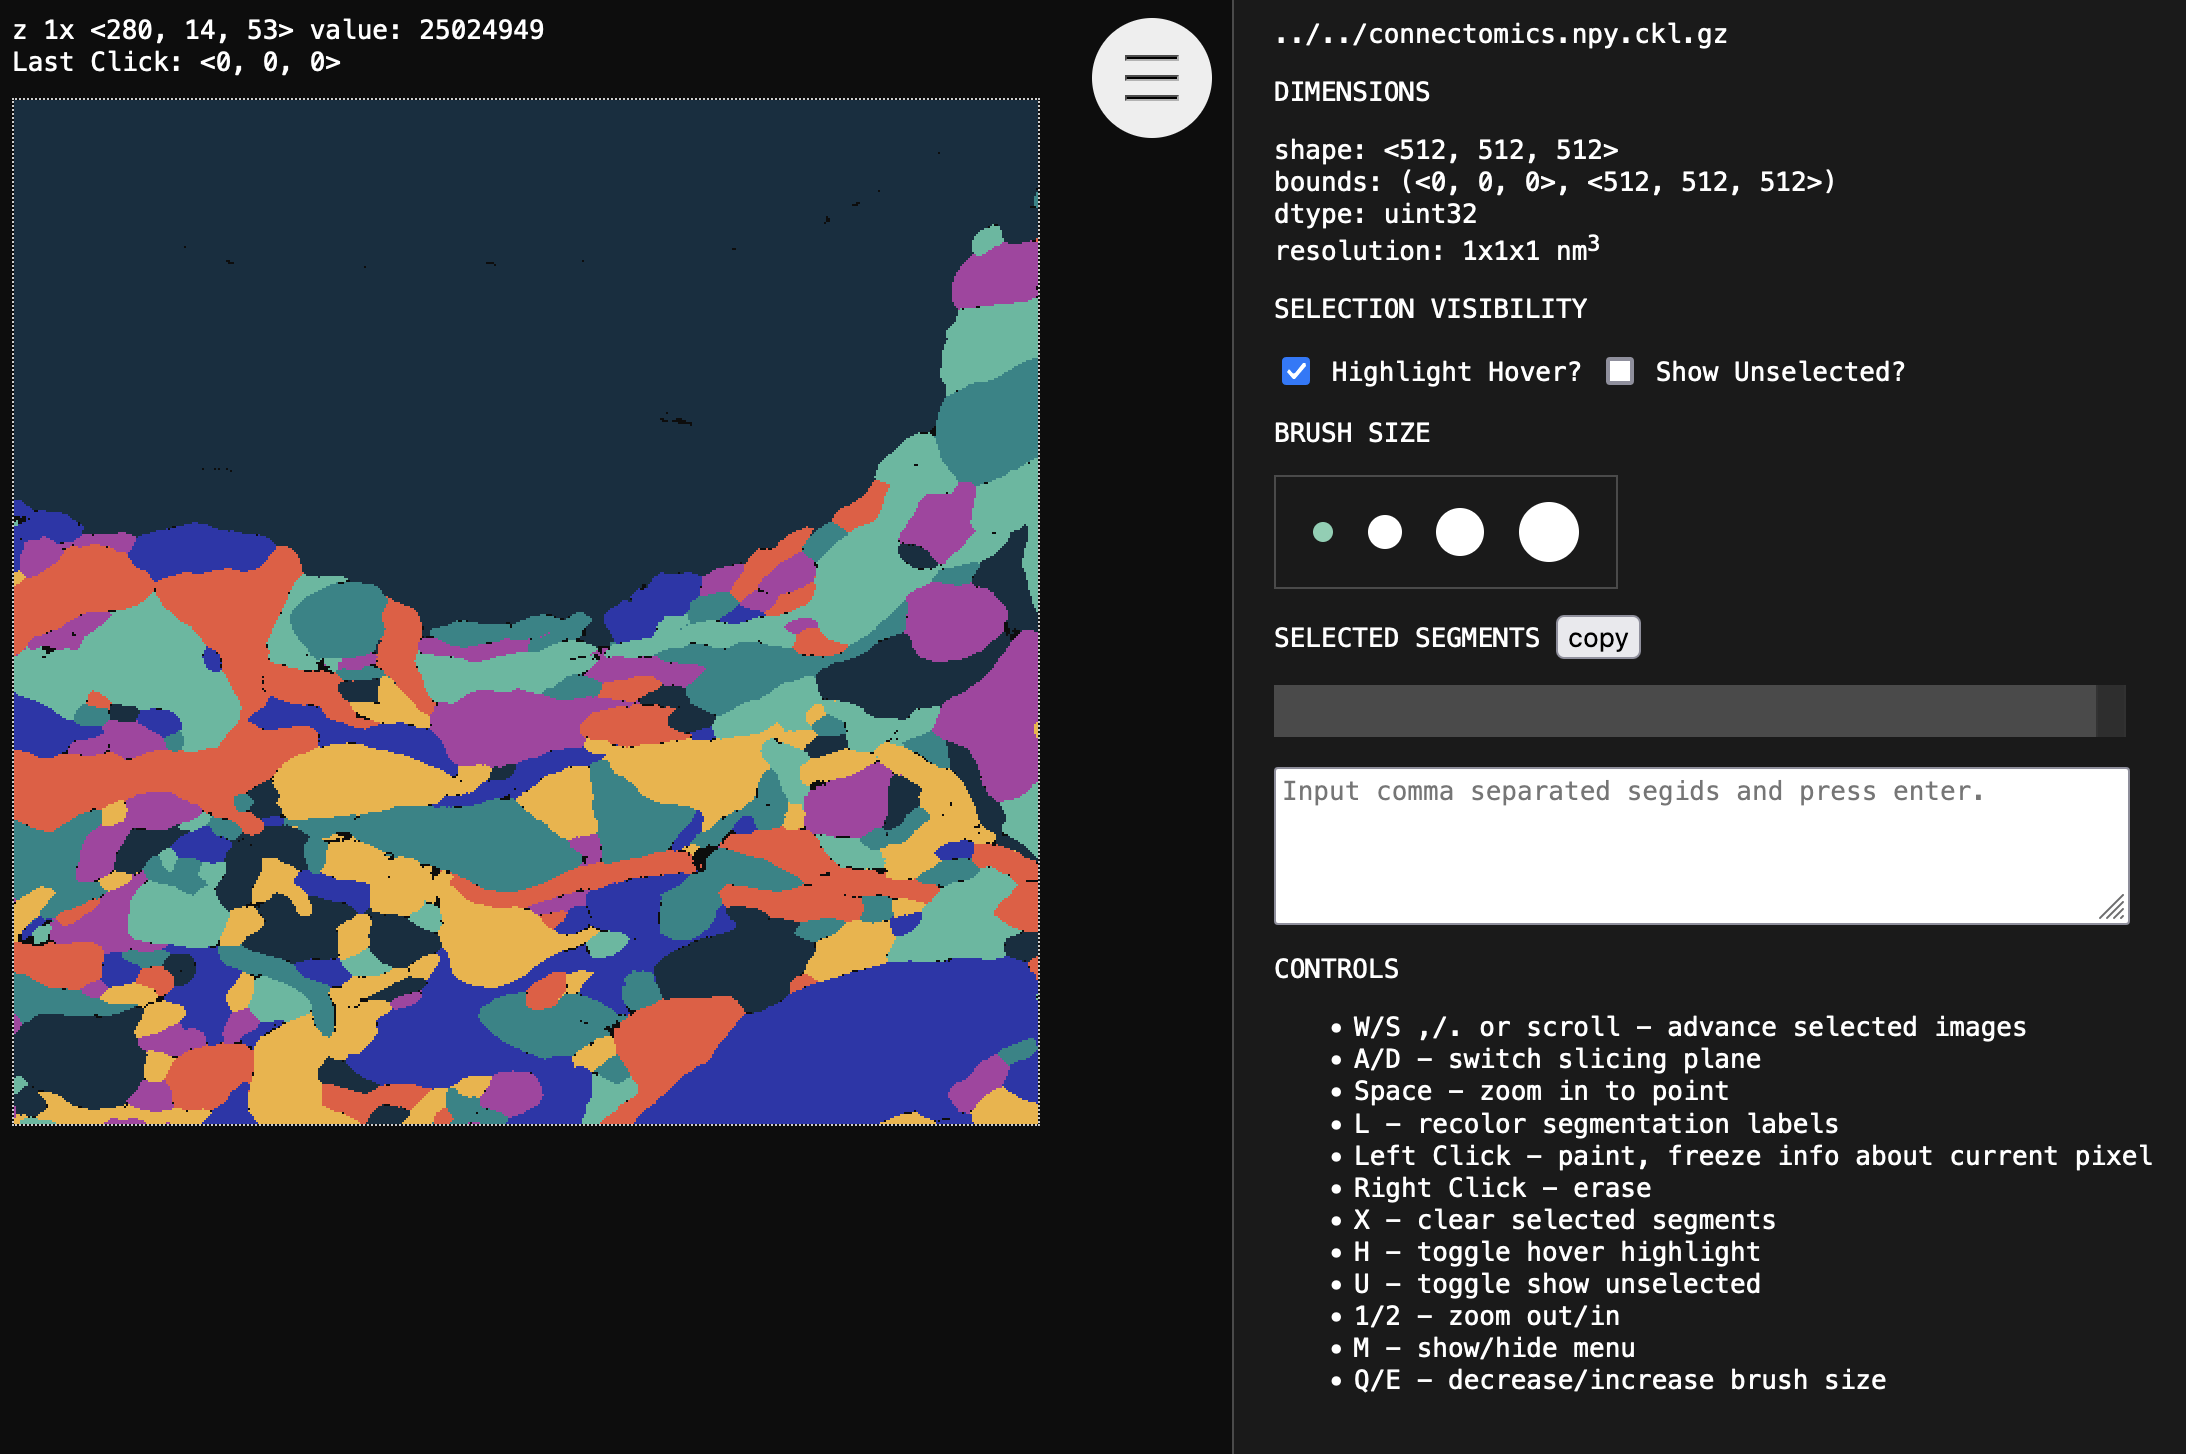 z 1x <280, 14, 53> value: 25024949
Last Click: <0, 0, 0>
../../connectomics.npy.ckl.gz
DIMENSIONS
shape: <512, 512, 512>
bounds: (<0, 0, 0>, <512, 512, 512>)
dtype: uint32
resolution: 1x1x1 nm³
SELECTION VISIBILITY
Highlight Hover? Show Unselected?
BRUSH SIZE
SELECTED SEGMENTS copy
Input comma separated segids and press enter.
CONTROLS
• W/S ,/. or scroll – advance selected images
• A/D – switch slicing plane
• Space – zoom in to point
• L – recolor segmentation labels
• Left Click – paint, freeze info about current pixel
• Right Click – erase
• X – clear selected segments
• H – toggle hover highlight
• U – toggle show unselected
• 1/2 – zoom out/in
• M – show/hide menu
• Q/E – decrease/increase brush size